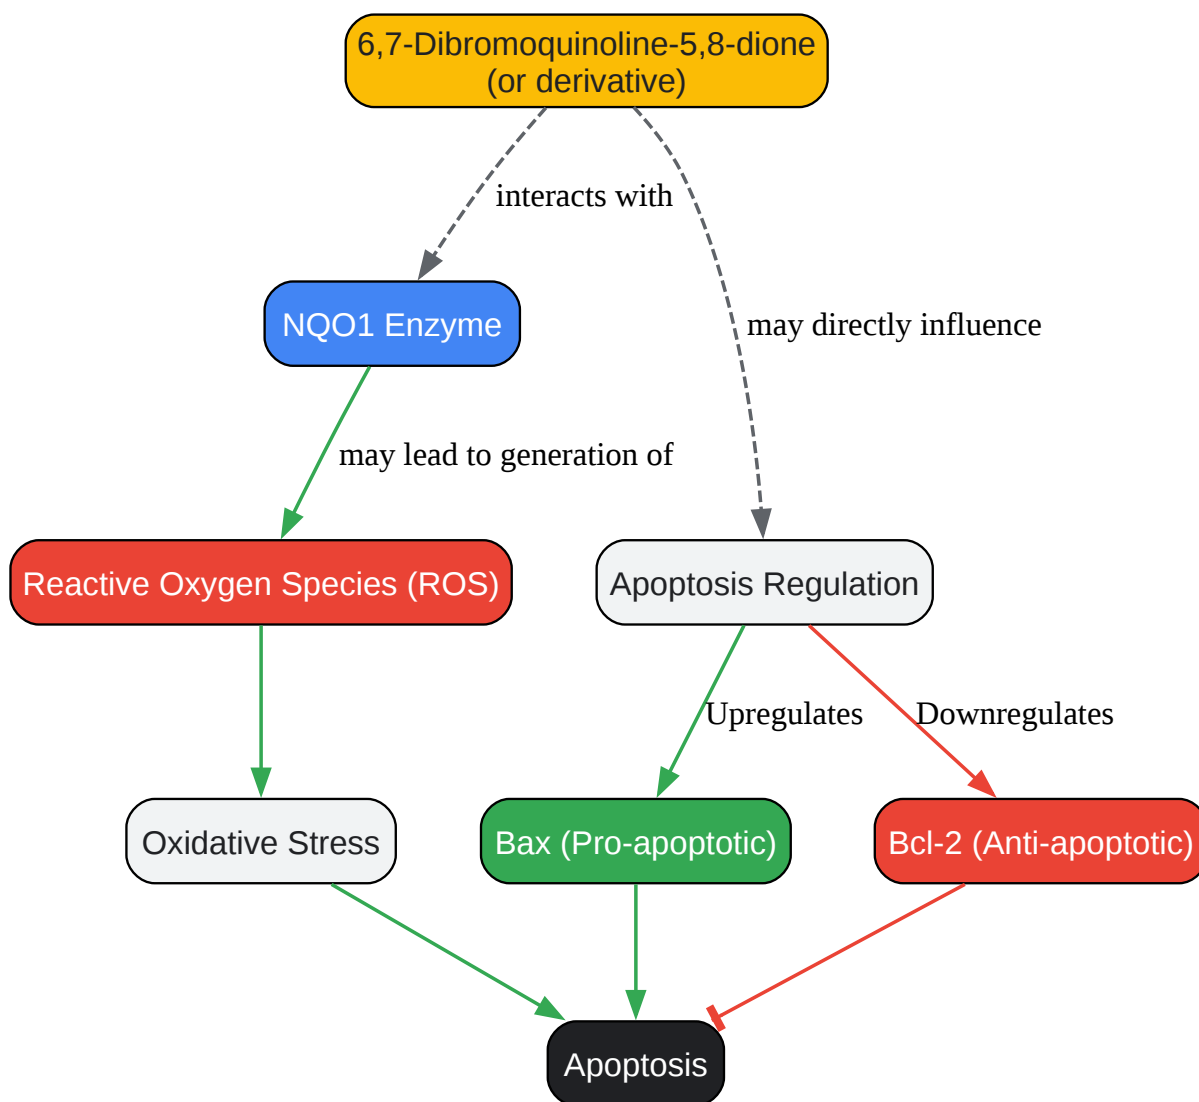 6,7-Dibromoquinoline-5,8-dione
(or derivative)
interacts with
NQO1 Enzyme
may directly influence
may lead to generation of
Reactive Oxygen Species (ROS)
Apoptosis Regulation
Upregulates
Downregulates
Oxidative Stress
Bax (Pro-apoptotic)
Bcl-2 (Anti-apoptotic)
Apoptosis